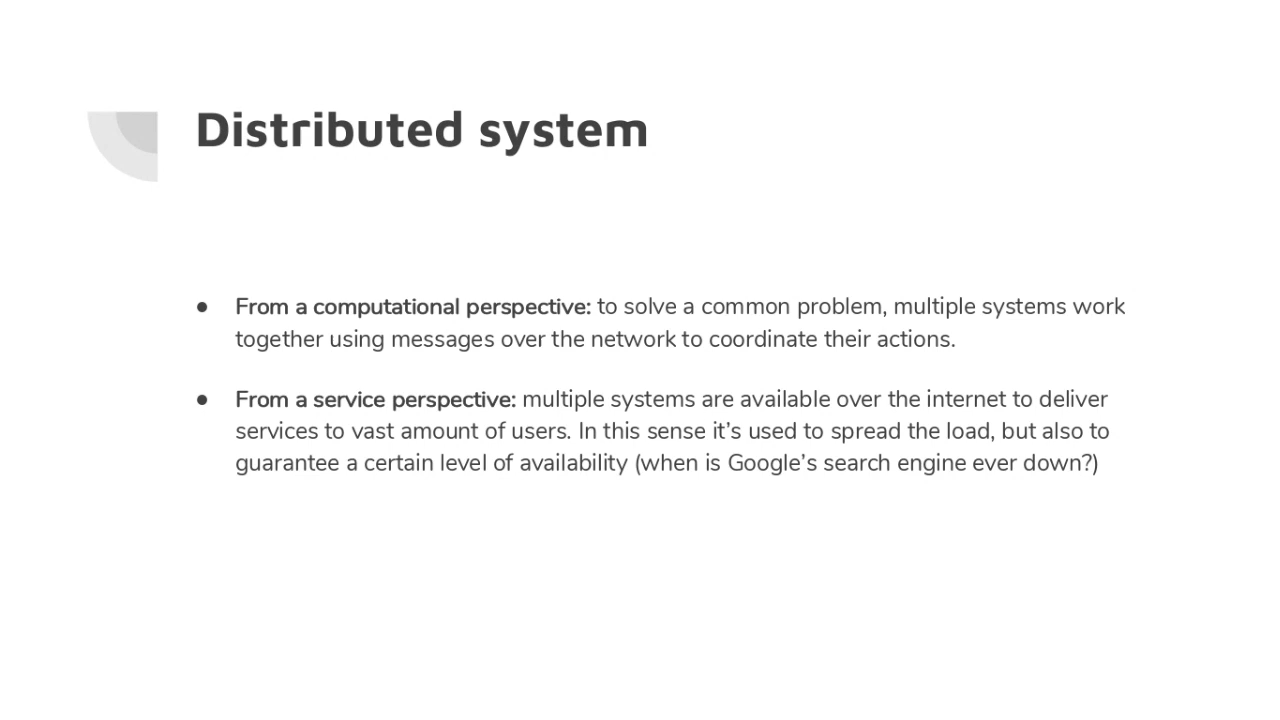 Distributed system
● From a computational perspective: to solve a common problem, multiple systems work
together using messages over the network to coordinate their actions.
● From a service perspective: multiple systems are available over the internet to deliver
services to vast amount of users. In this sense it’s used to spread the load, but also to
guarantee a certain level of availability (when is Google’s search engine ever down?)